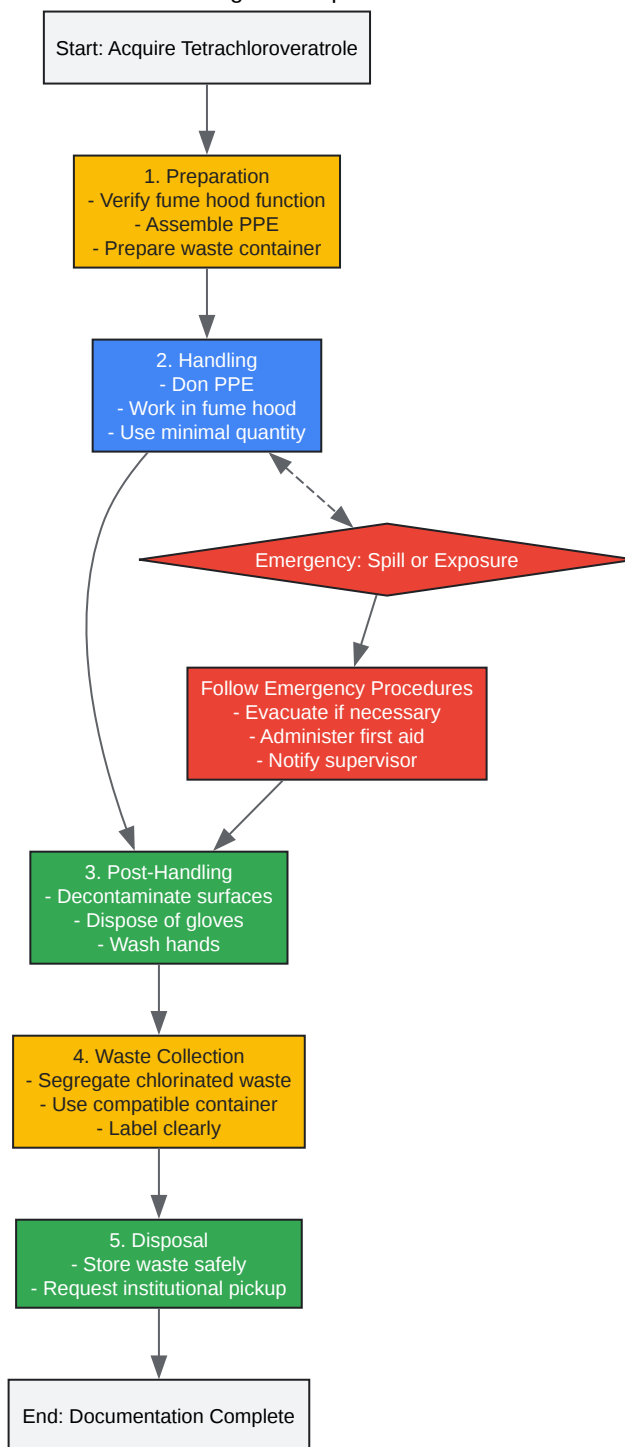 Start: Acquire Tetrachloroveratrole
1. Preparation
- Verify fume hood function
- Assemble PPE
- Prepare waste container
2. Handling
- Don PPE
- Work in fume hood
- Use minimal quantity
Emergency: Spill or Exposure
Follow Emergency Procedures
- Evacuate if necessary
- Administer first aid
- Notify supervisor
3. Post-Handling
- Decontaminate surfaces
- Dispose of gloves
- Wash hands
4. Waste Collection
- Segregate chlorinated waste
- Use compatible container
- Label clearly
5. Disposal
- Store waste safely
- Request institutional pickup
End: Documentation Complete